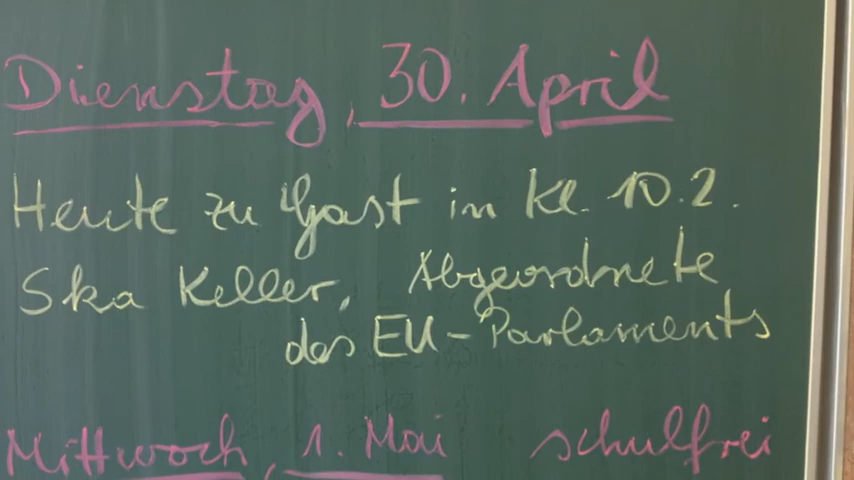 Dienstag, 30. April
Heute zu Gast in Kl. 10.2.
Ska Keller, Abgeordnete
des EU-Parlaments
Mittwoch, 1. Mai schulfrei